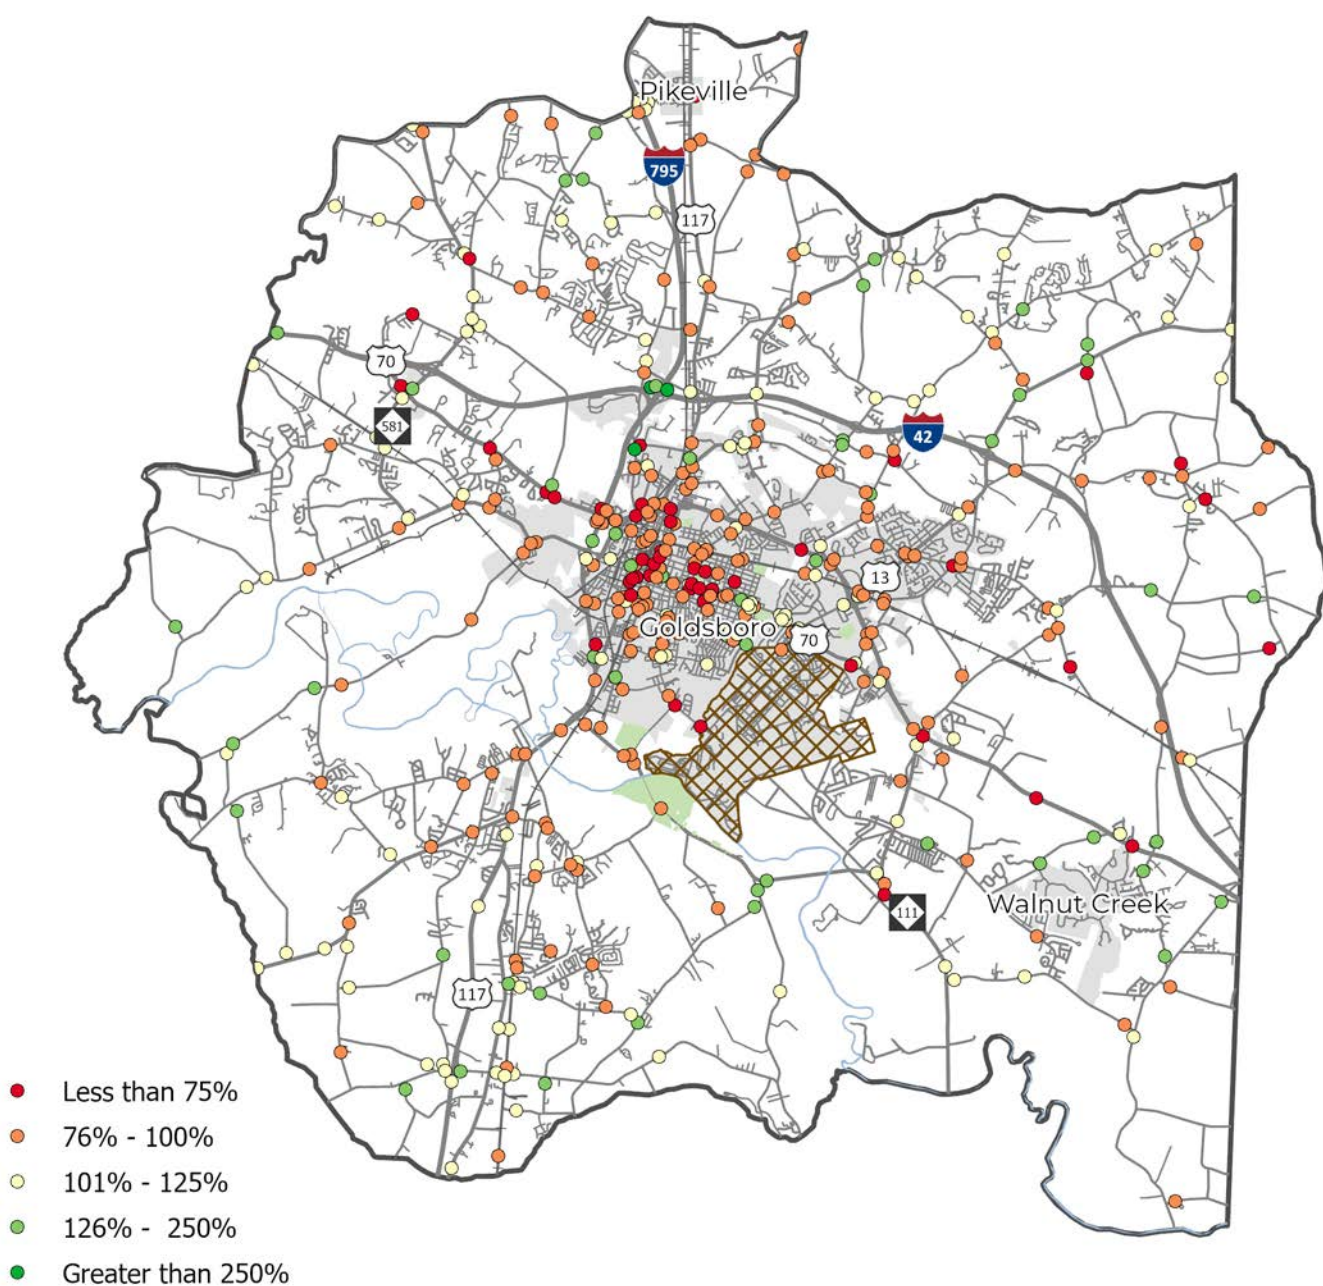 Pikeville
795
117
70
581
42
13
Goldsboro
70
Walnut Creek
111
117
Less than 75%
76% - 100%
101% - 125%
126% -  250%
Greater than 250%